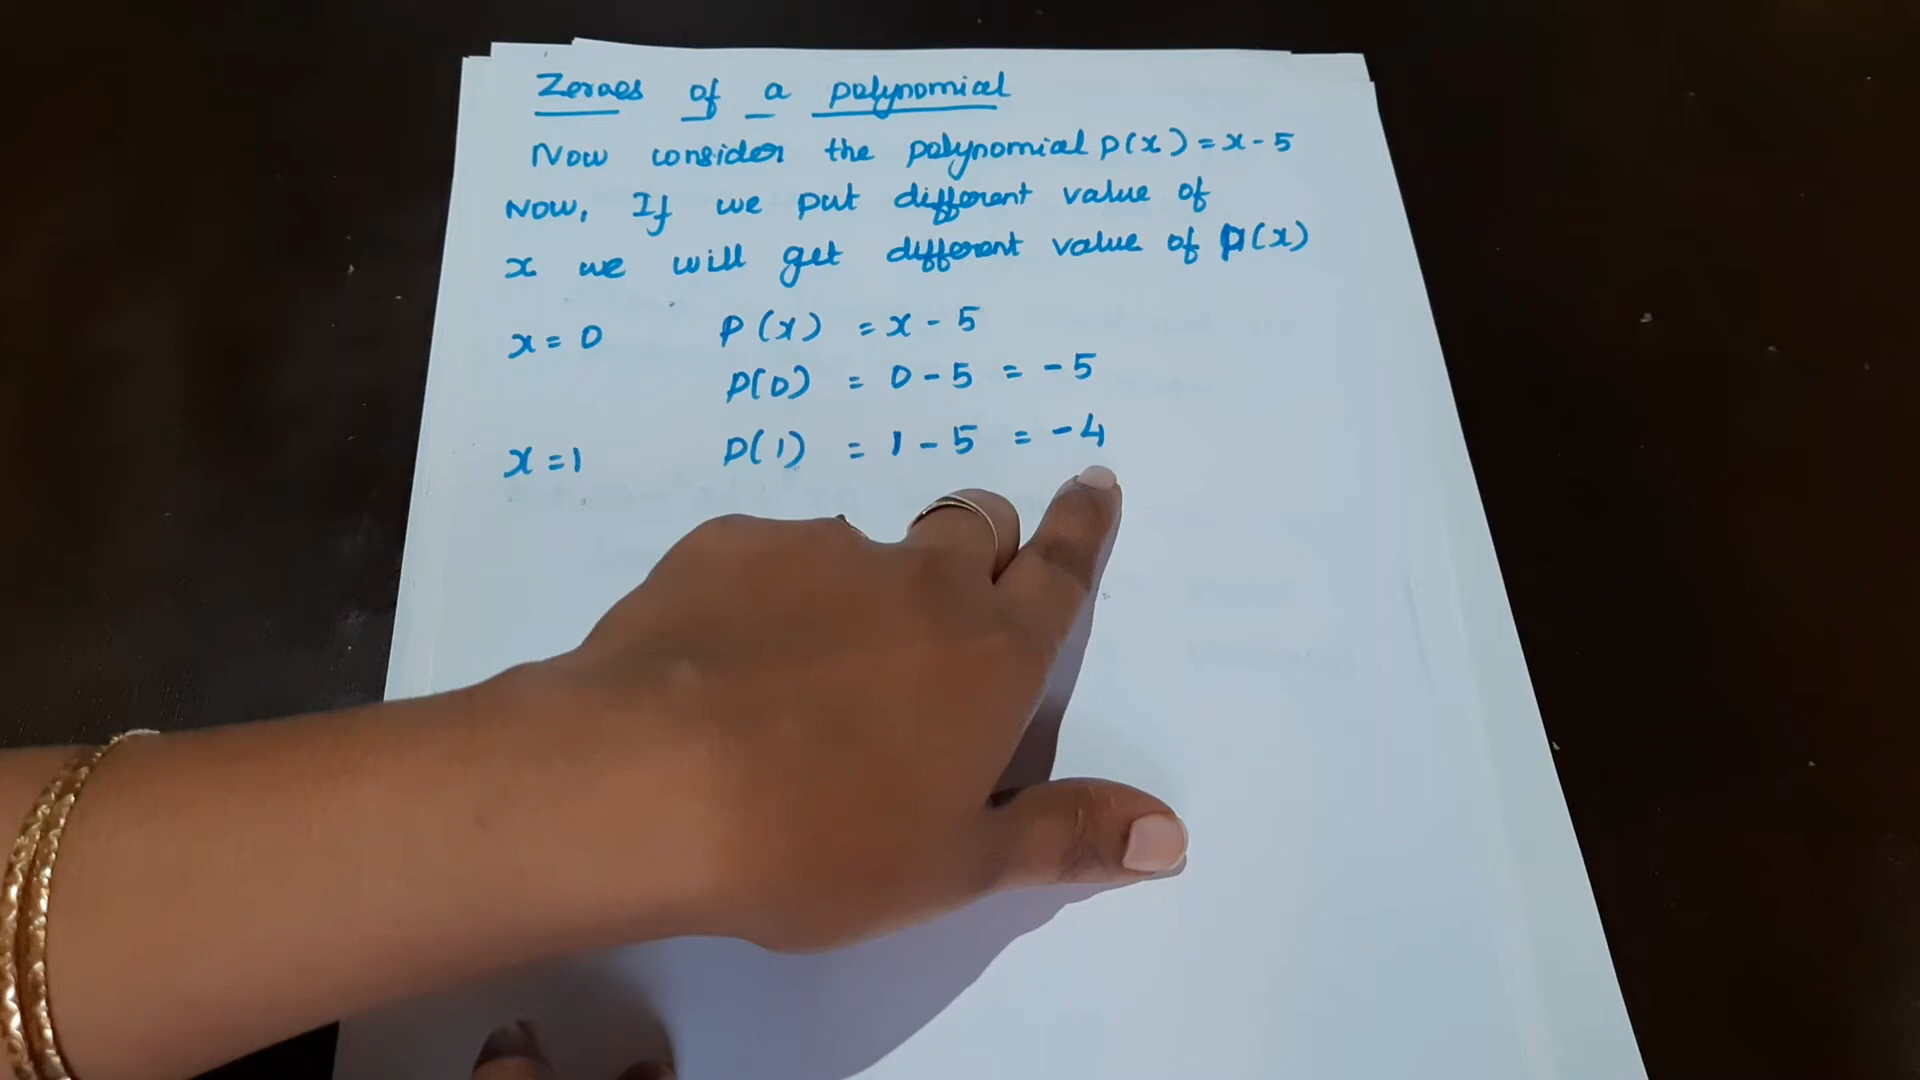 Zeroes of a polynomial
Now consider the polynomial p(x) = x - 5
Now, If we put different value of
x we will get different value of p(x)
x = 0 P(x) = x - 5
P(0) = 0 - 5 = -5
x = 1 P(1) = 1 - 5 = -4